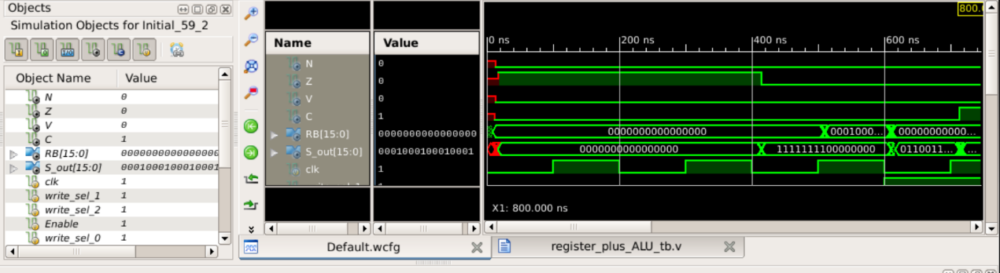 Objects
Simulation Objects for Initial_59_2
Object Name Value
N 0
Z 0
V 0
C 1
RB[15:0] 0000000000000000
S_out[15:0] 0001000100010001
clk 1
write_sel_1 1
write_sel_2 1
Enable 1
write_sel_0 1
Name Value
N 0
Z 0
V 0
C 1
RB[15:0] 0000000000000000
S_out[15:0] 0001000100010001
clk 1
800.
0 ns 200 ns 400 ns 600 ns
0000000000000000 0001000... 00000000000...
0000000000000000 1111111100000000 0110011... ...
X1: 800.000 ns
Default.wcfg
register_plus_ALU_tb.v